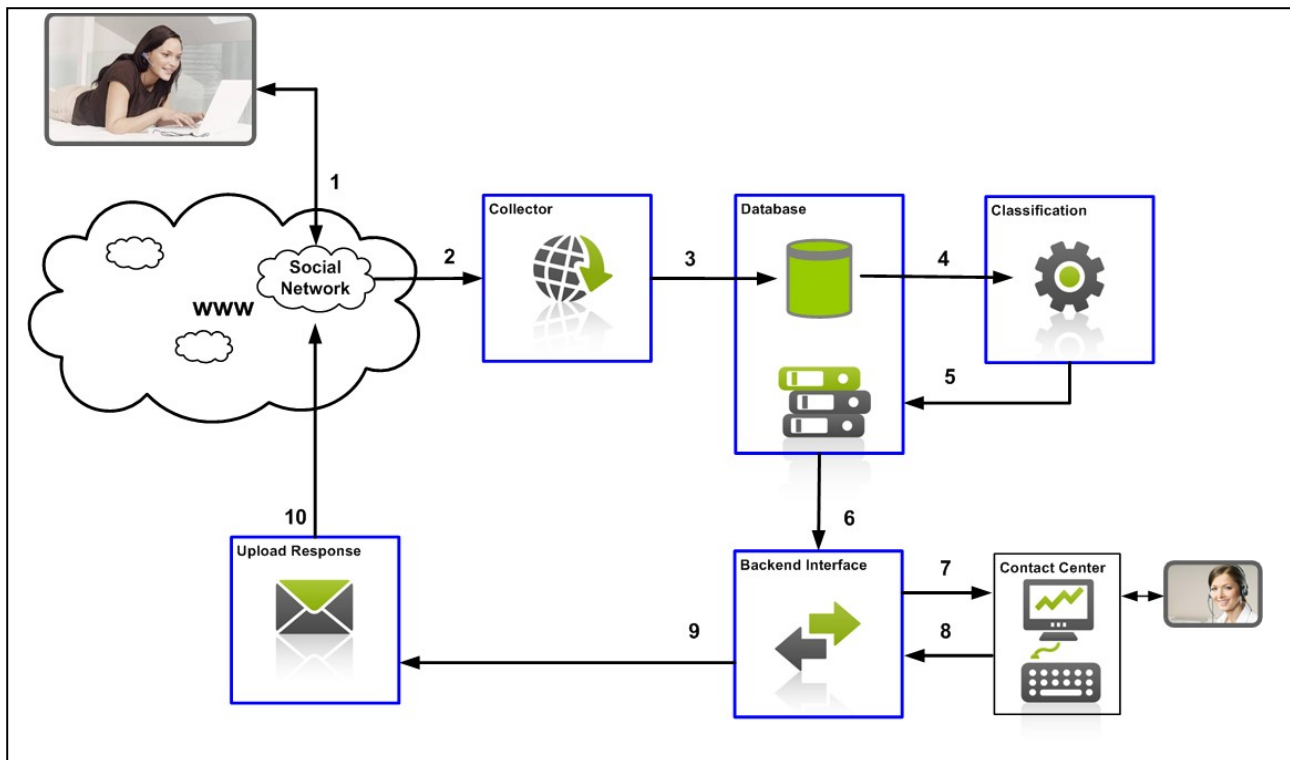 1
Collector
Database
Classification
Social
Network
2
3
4
www
5
10
6
Upload Response
Backend Interface
7
Contact Center
9
8